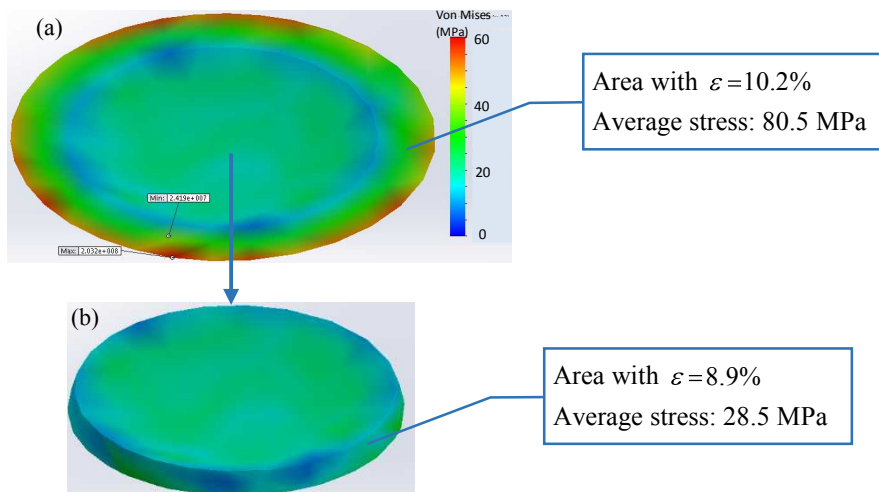 (a)
Von Mises
(MPa)
60
40
20
0
Min: 2.419e+007
Max: 2.032e+008
Area with ε=10.2%
Average stress: 80.5 MPa
(b)
Area with ε=8.9%
Average stress: 28.5 MPa